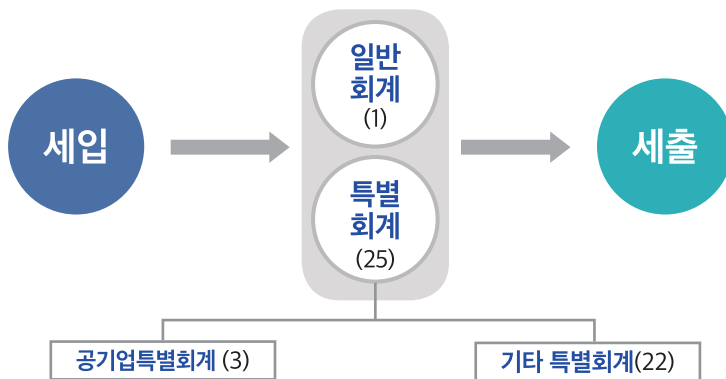 세입
일반
회계
(1)
특별
회계
(25)
세출
공기업특별회계 (3)
기타 특별회계(22)